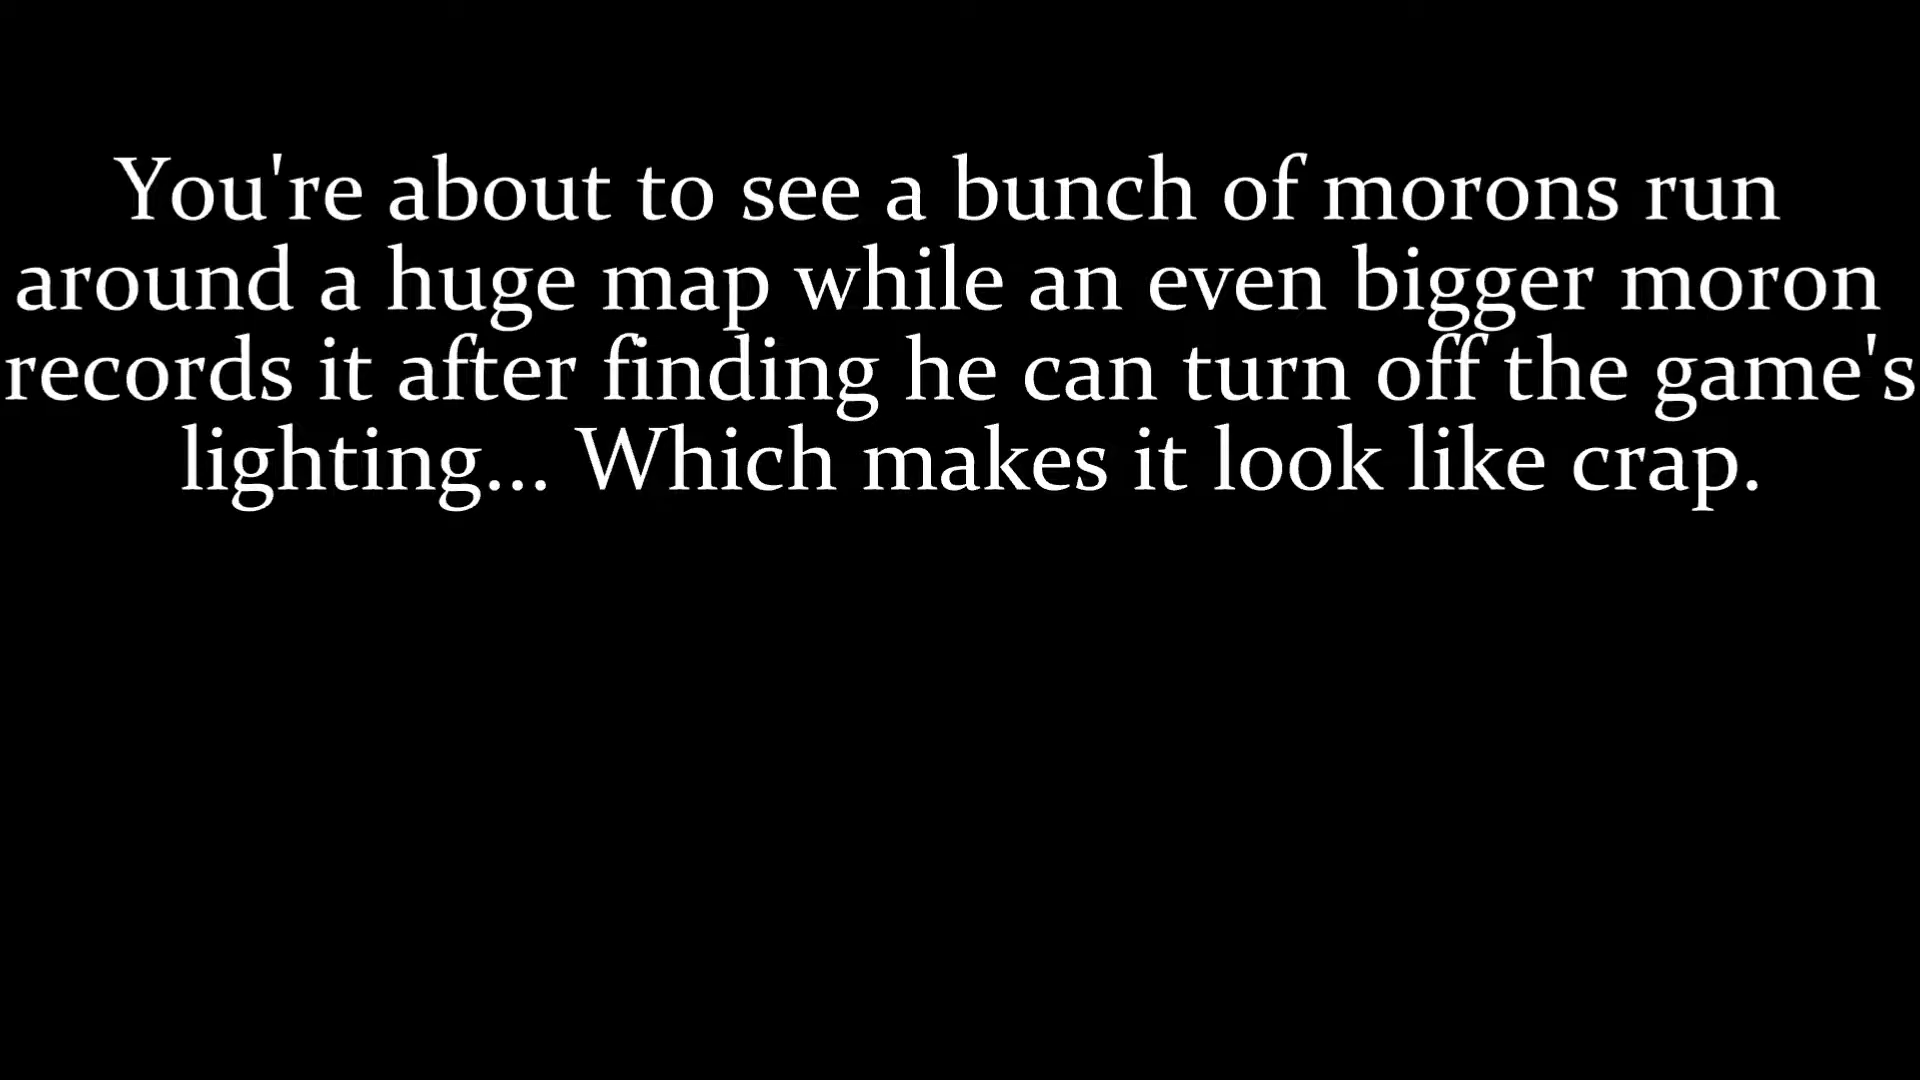 You're about to see a bunch of morons run
around a huge map while an even bigger moron
records it after finding he can turn off the game's
lighting... Which makes it look like crap.